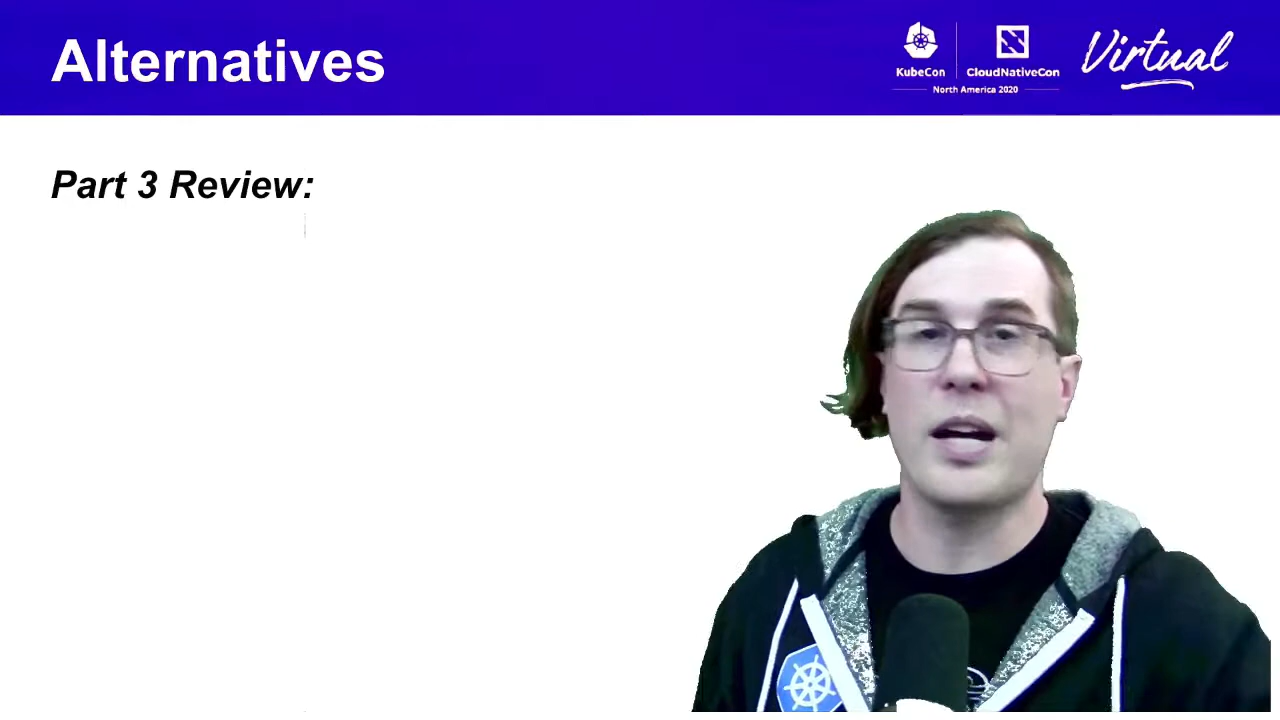 Alternatives
KubeCon
CloudNativeCon
North America 2020
Virtual
Part 3 Review: